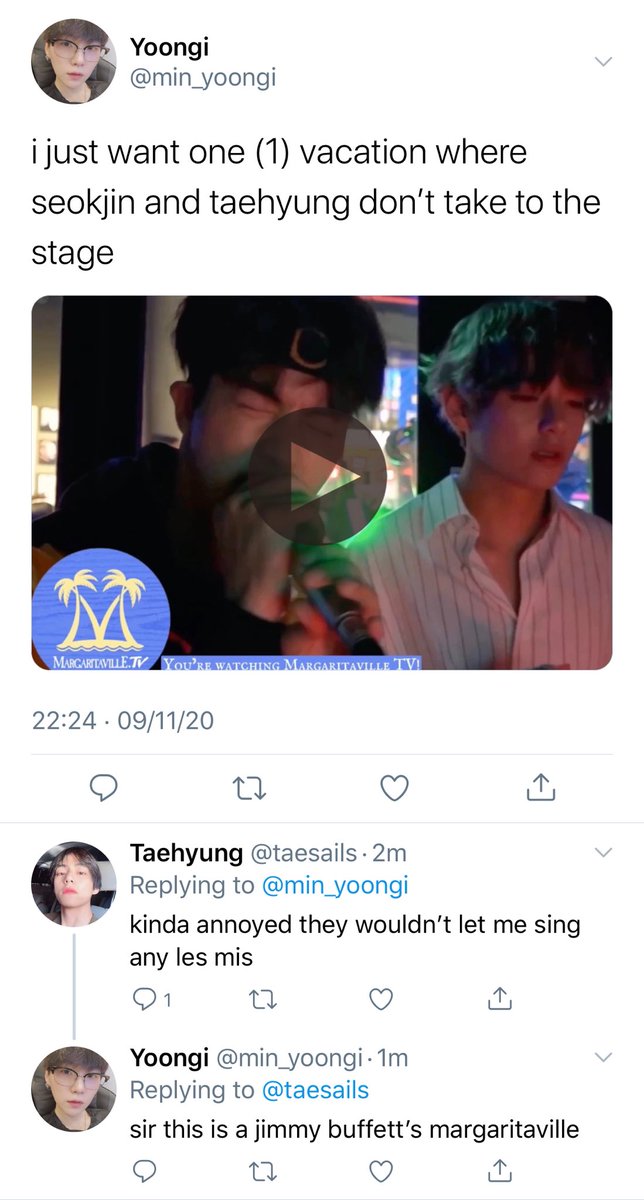 Yoongi
@min_yoongi
i just want one (1) vacation where
seokjin and taehyung don’t take to the
stage
MARGARITAVILLE.TV
YOU’RE WATCHING MARGARITAVILLE TV!
22:24 · 09/11/20
Taehyung @taesails · 2m
Replying to @min_yoongi
kinda annoyed they wouldn’t let me sing
any les mis
1
Yoongi @min_yoongi · 1m
Replying to @taesails
sir this is a jimmy buffett’s margaritaville